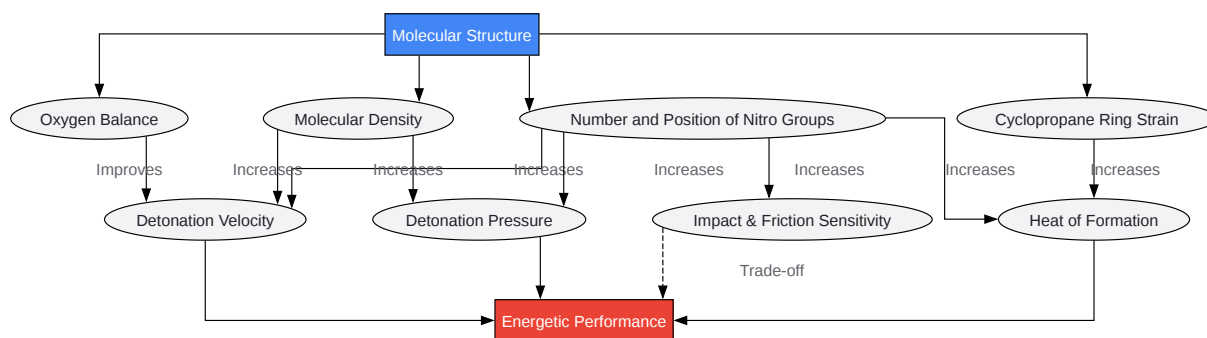 Molecular Structure
Oxygen Balance
Molecular Density
Number and Position of Nitro Groups
Cyclopropane Ring Strain
Improves
Increases
Increases
Increases
Increases
Increases
Increases
Increases
Detonation Velocity
Detonation Pressure
Impact & Friction Sensitivity
Heat of Formation
Trade-off
Energetic Performance